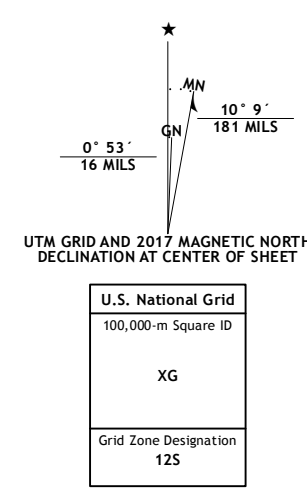 ★
MN
GN
10° 9´
181 MILS
0° 53´
16 MILS
UTM GRID AND 2017 MAGNETIC NORTH
DECLINATION AT CENTER OF SHEET
U.S. National Grid
100,000-m Square ID
XG
Grid Zone Designation
12S